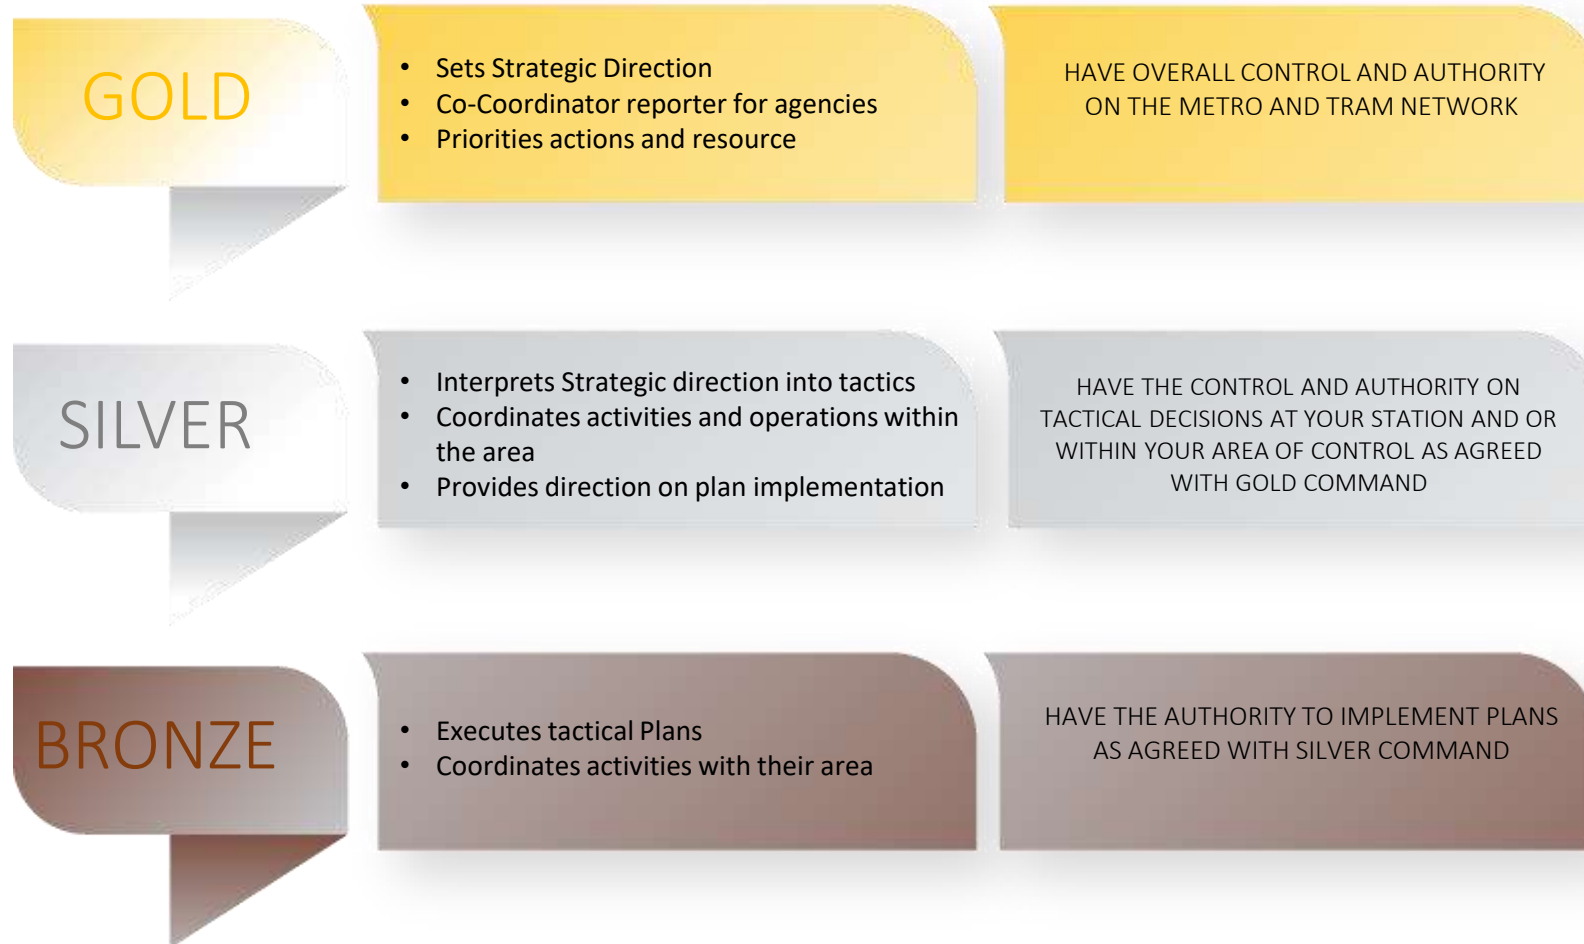 GOLD
• Sets Strategic Direction
• Co-Coordinator reporter for agencies
• Priorities actions and resource
HAVE OVERALL CONTROL AND AUTHORITY
ON THE METRO AND TRAM NETWORK
SILVER
• Interprets Strategic direction into tactics
• Coordinates activities and operations within
the area
• Provides direction on plan implementation
HAVE THE CONTROL AND AUTHORITY ON
TACTICAL DECISIONS AT YOUR STATION AND OR
WITHIN YOUR AREA OF CONTROL AS AGREED
WITH GOLD COMMAND
BRONZE
• Executes tactical Plans
• Coordinates activities with their area
HAVE THE AUTHORITY TO IMPLEMENT PLANS
AS AGREED WITH SILVER COMMAND